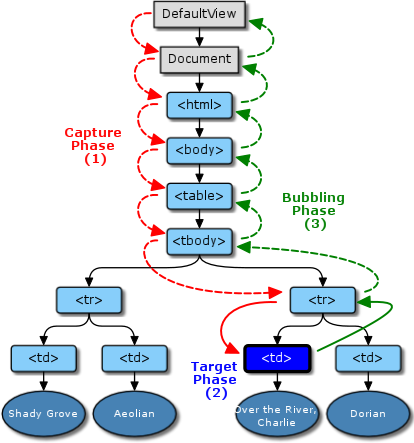 DefaultView
Document
<html>
Capture
Phase
(1)
<body>
<table>
Bubbling
Phase
(3)
<tbody>
<tr>
<tr>
<td>
<td>
Target
Phase
(2)
<td>
<td>
Shady Grove
Aeolian
Over the River,
Charlie
Dorian